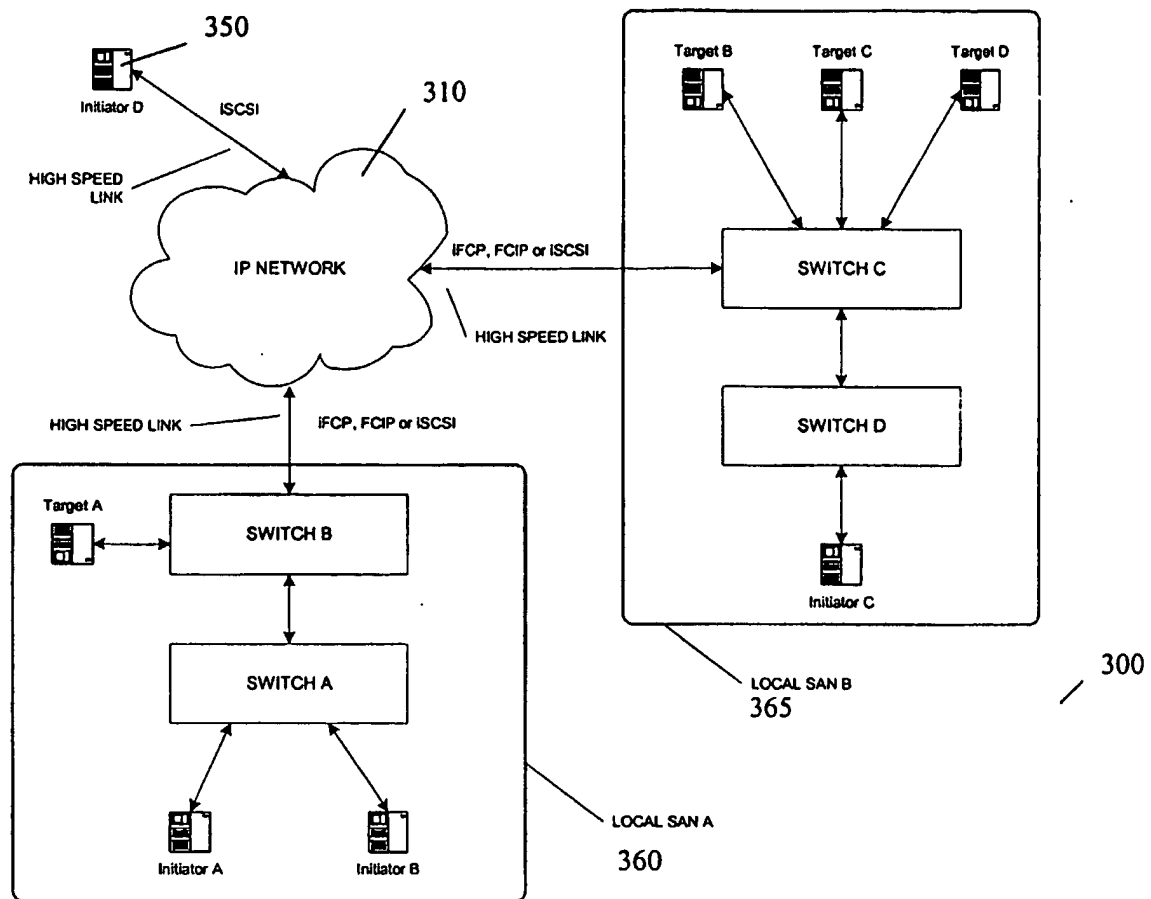 350
Initiator D
iSCSI
310
HIGH SPEED
LINK
IP NETWORK
iFCP, FCIP or iSCSI
HIGH SPEED LINK
Target B
Target C
Target D
SWITCH C
SWITCH D
Initiator C
LOCAL SAN B
365
300
HIGH SPEED LINK
iFCP, FCIP or iSCSI
Target A
SWITCH B
SWITCH A
Initiator A
Initiator B
LOCAL SAN A
360